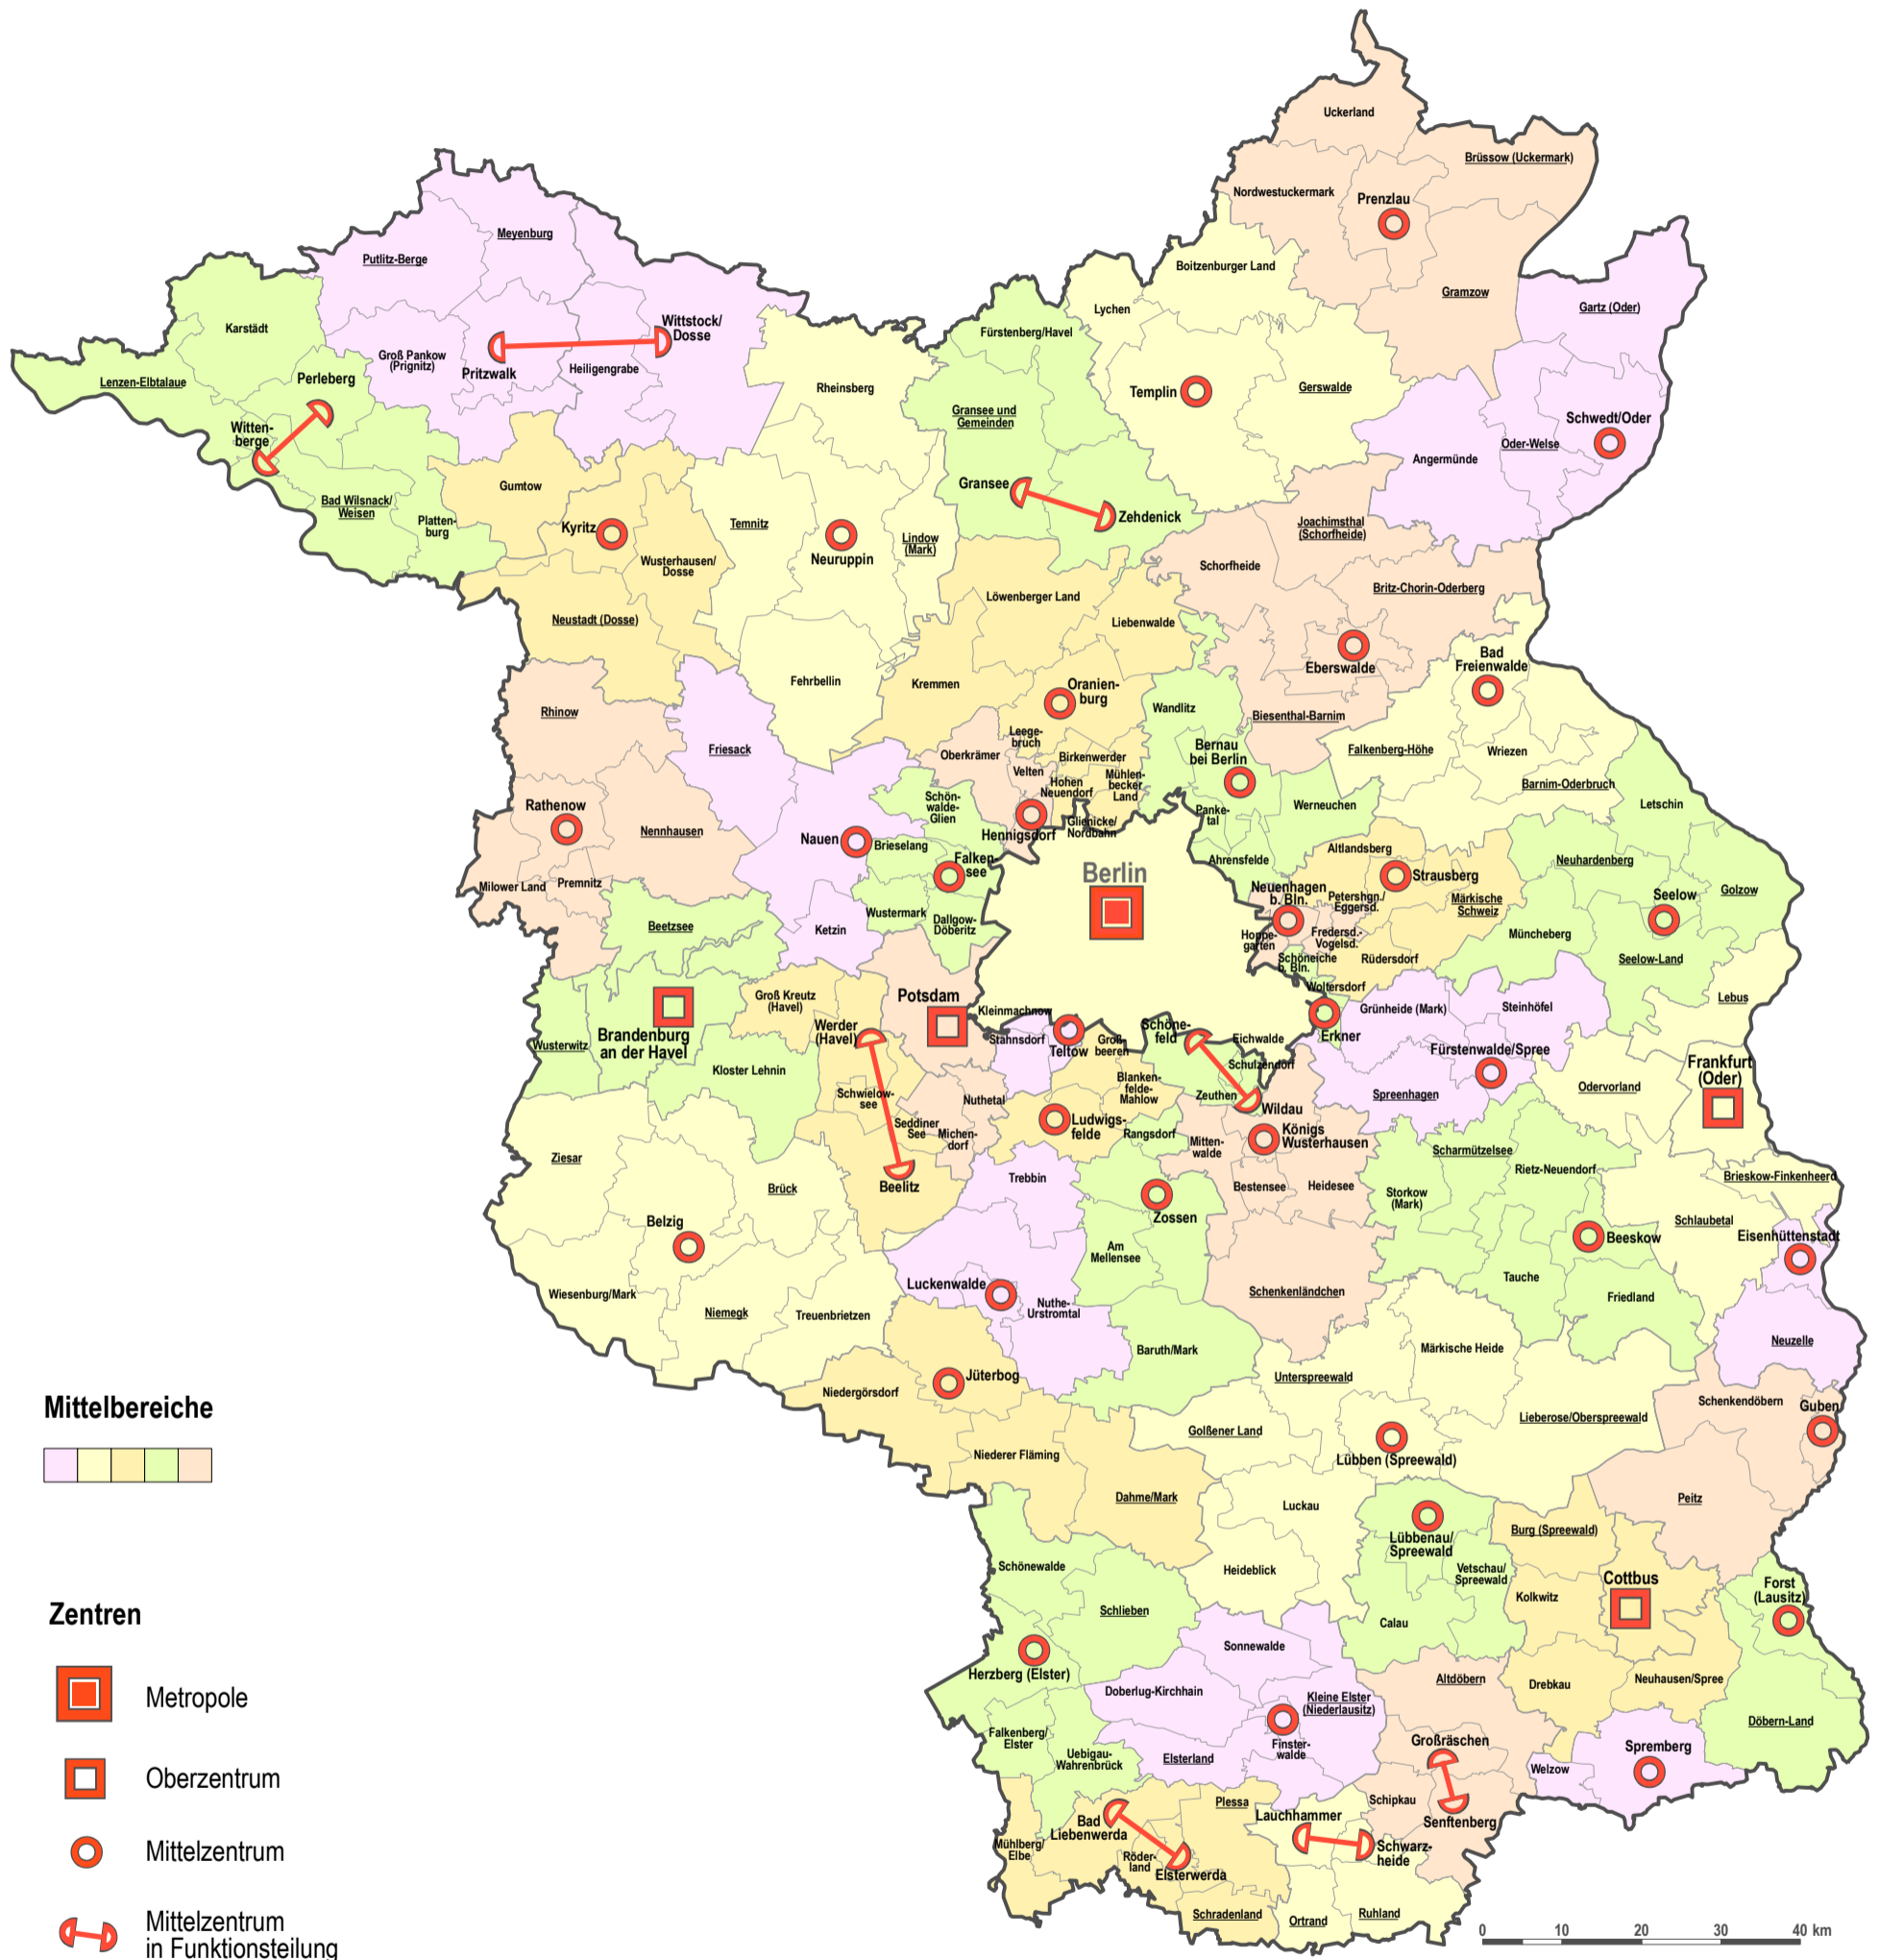 Uckerland
Brüssow (Uckermark)
Nordwestuckermark
Prenzlau
Meyenburg
Putlitz-Berge
Boitzenburger Land
Gramzow
Gartz (Oder)
Lychen
Karstädt
Wittstock/
Dosse
Fürstenberg/Havel
Groß Pankow
(Prignitz)
Pritzwalk
Heiligengrabe
Lenzen-Elbtalaue
Perleberg
Rheinsberg
Templin
Gerswalde
Gransee und
Gemeinden
Schwedt/Oder
Oder-Welse
Witten-
berge
Angermünde
Gumtow
Gransee
Zehdenick
Bad Wilsnack/
Weisen
Platten-
burg
Kyritz
Temnitz
Neuruppin
Lindow
(Mark)
Joachimsthal
(Schorfheide)
Wusterhausen/
Dosse
Schorfheide
Britz-Chorin-Oderberg
Löwenberger Land
Neustadt (Dosse)
Liebenwalde
Eberswalde
Bad
Freienwalde
Fehrbellin
Kremmen
Oranien-
burg
Rhinow
Wandlitz
Biesenthal-Barnim
Friesack
Leege-
bruch
Oberkrämer
Birkenwerder
Bernau
bei Berlin
Falkenberg-Höhe
Wriezen
Velten
Hohen
Neuendorf
Mühlen-
becker
Land
Barnim-Oderbruch
Rathenow
Schön-
walde-
Glien
Werneuchen
Letschin
Nennhausen
Panke-
tal
Nauen
Hennigsdorf
Glienicke/
Nordbahn
Brieselang
Falken-
see
Ahrensfelde
Altlandsberg
Neuhardenberg
Berlin
Strausberg
Golzow
Milower Land
Premnitz
Neuenhagen
b. Bln.
Petershgn./
Eggersd.
Märkische
Schweiz
Seelow
Wustermark
Dallgow-
Döberitz
Beetzsee
Ketzin
Hoppe-
garten
Fredersd.-
Vogelsd.
Müncheberg
Schöneiche
b. Bln.
Rüdersdorf
Seelow-Land
Woltersdorf
Groß Kreutz
(Havel)
Potsdam
Lebus
Kleinmachnow
Grünheide (Mark)
Steinhöfel
Brandenburg
an der Havel
Werder
(Havel)
Stahnsdorf
Teltow
Groß-
beeren
Schöne-
feld
Eichwalde
Erkner
Wusterwitz
Fürstenwalde/Spree
Schulzendorf
Frankfurt
(Oder)
Kloster Lehnin
Blanken-
felde-
Mahlow
Odervorland
Schwielow-
see
Nuthetal
Zeuthen
Spreenhagen
Wildau
Seddiner
See
Michen-
dorf
Ludwigs-
felde
Rangsdorf
Mitten-
walde
Königs
Wusterhausen
Ziesar
Scharmützelsee
Rietz-Neuendorf
Brieskow-Finkenheerd
Beelitz
Trebbin
Bestensee
Heidesee
Brück
Storkow
(Mark)
Belzig
Zossen
Schlaubetal
Beeskow
Eisenhüttenstadt
Am
Mellensee
Luckenwalde
Tauche
Wiesenburg/Mark
Nuthe-
Urstromtal
Schenkenländchen
Friedland
Niemegk
Treuenbrietzen
Neuzelle
Baruth/Mark
Märkische Heide
Jüterbog
Unterspreewald
Niedergörsdorf
Schenkendöbern
Mittelbereiche
Guben
Lieberose/Oberspreewald
Golßener Land
Lübben (Spreewald)
Niederer Fläming
Dahme/Mark
Luckau
Peitz
Burg (Spreewald)
Lübbenau/
Spreewald
Schönewalde
Heideblick
Vetschau/
Spreewald
Cottbus
Forst
(Lausitz)
Kolkwitz
Schlieben
Zentren
Calau
Sonnewalde
Herzberg (Elster)
Altdöbern
Drebkau
Neuhausen/Spree
Metropole
Doberlug-Kirchhain
Kleine Elster
(Niederlausitz)
Döbern-Land
Falkenberg/
Elster
Großräschen
Finster-
walde
Uebigau-
Wahrenbrück
Elsterland
Spremberg
Welzow
Oberzentrum
Plessa
Schipkau
Lauchhammer
Senftenberg
Bad
Liebenwerda
Mühlberg/
Elbe
Schwarz-
heide
Mittelzentrum
Röder-
land
Elsterwerda
Schradenland
Ortrand
Ruhland
Mittelzentrum
in Funktionsteilung
0 10 20 30 40 km